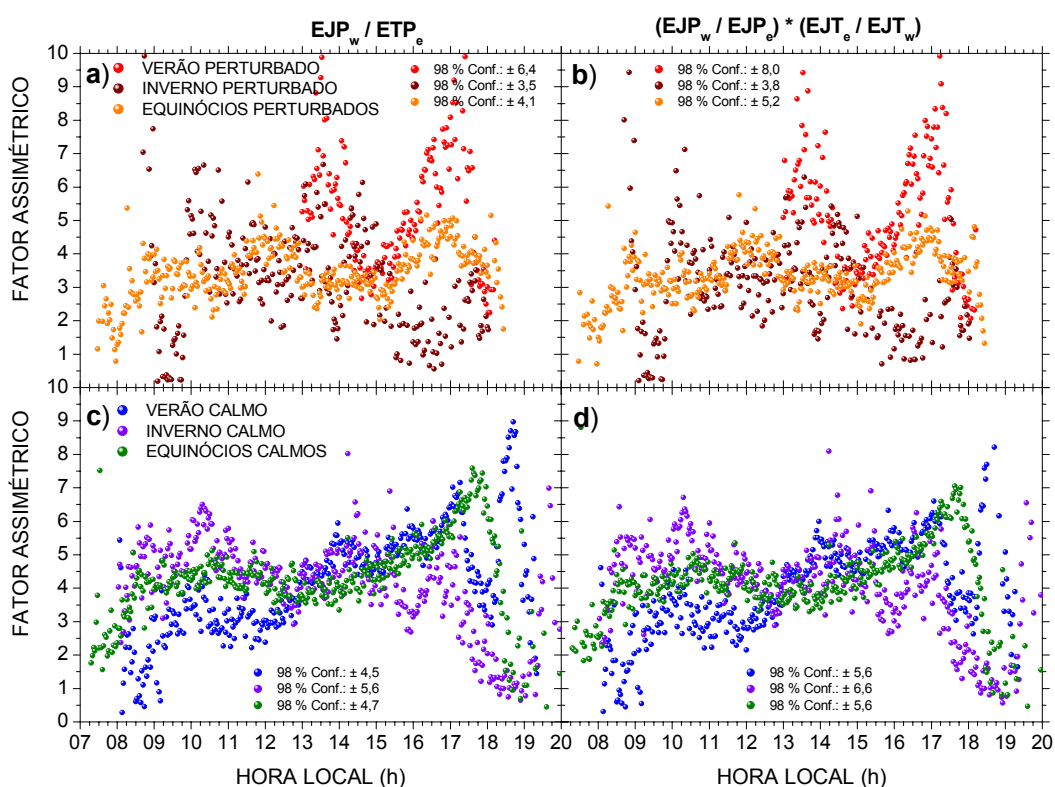 EJP_w / ETP_e
(EJP_w / EJP_e) * (EJT_e / EJT_w)
FATOR ASSIMÉTRICO
10
9
8
7
6
5
4
3
2
1
10
a)
VERÃO PERTURBADO
INVERNO PERTURBADO
EQUINÓCIOS PERTURBADOS
98 % Conf.: ± 6,4
98 % Conf.: ± 3,5
98 % Conf.: ± 4,1
b)
98 % Conf.: ± 8,0
98 % Conf.: ± 3,8
98 % Conf.: ± 5,2
FATOR ASSIMÉTRICO
9
8
7
6
5
4
3
2
1
0
c)
VERÃO CALMO
INVERNO CALMO
EQUINÓCIOS CALMOS
98 % Conf.: ± 4,5
98 % Conf.: ± 5,6
98 % Conf.: ± 4,7
d)
98 % Conf.: ± 5,6
98 % Conf.: ± 6,6
98 % Conf.: ± 5,6
07 08 09 10 11 12 13 14 15 16 17 18 19 20
08 09 10 11 12 13 14 15 16 17 18 19 20
HORA LOCAL (h)
HORA LOCAL (h)